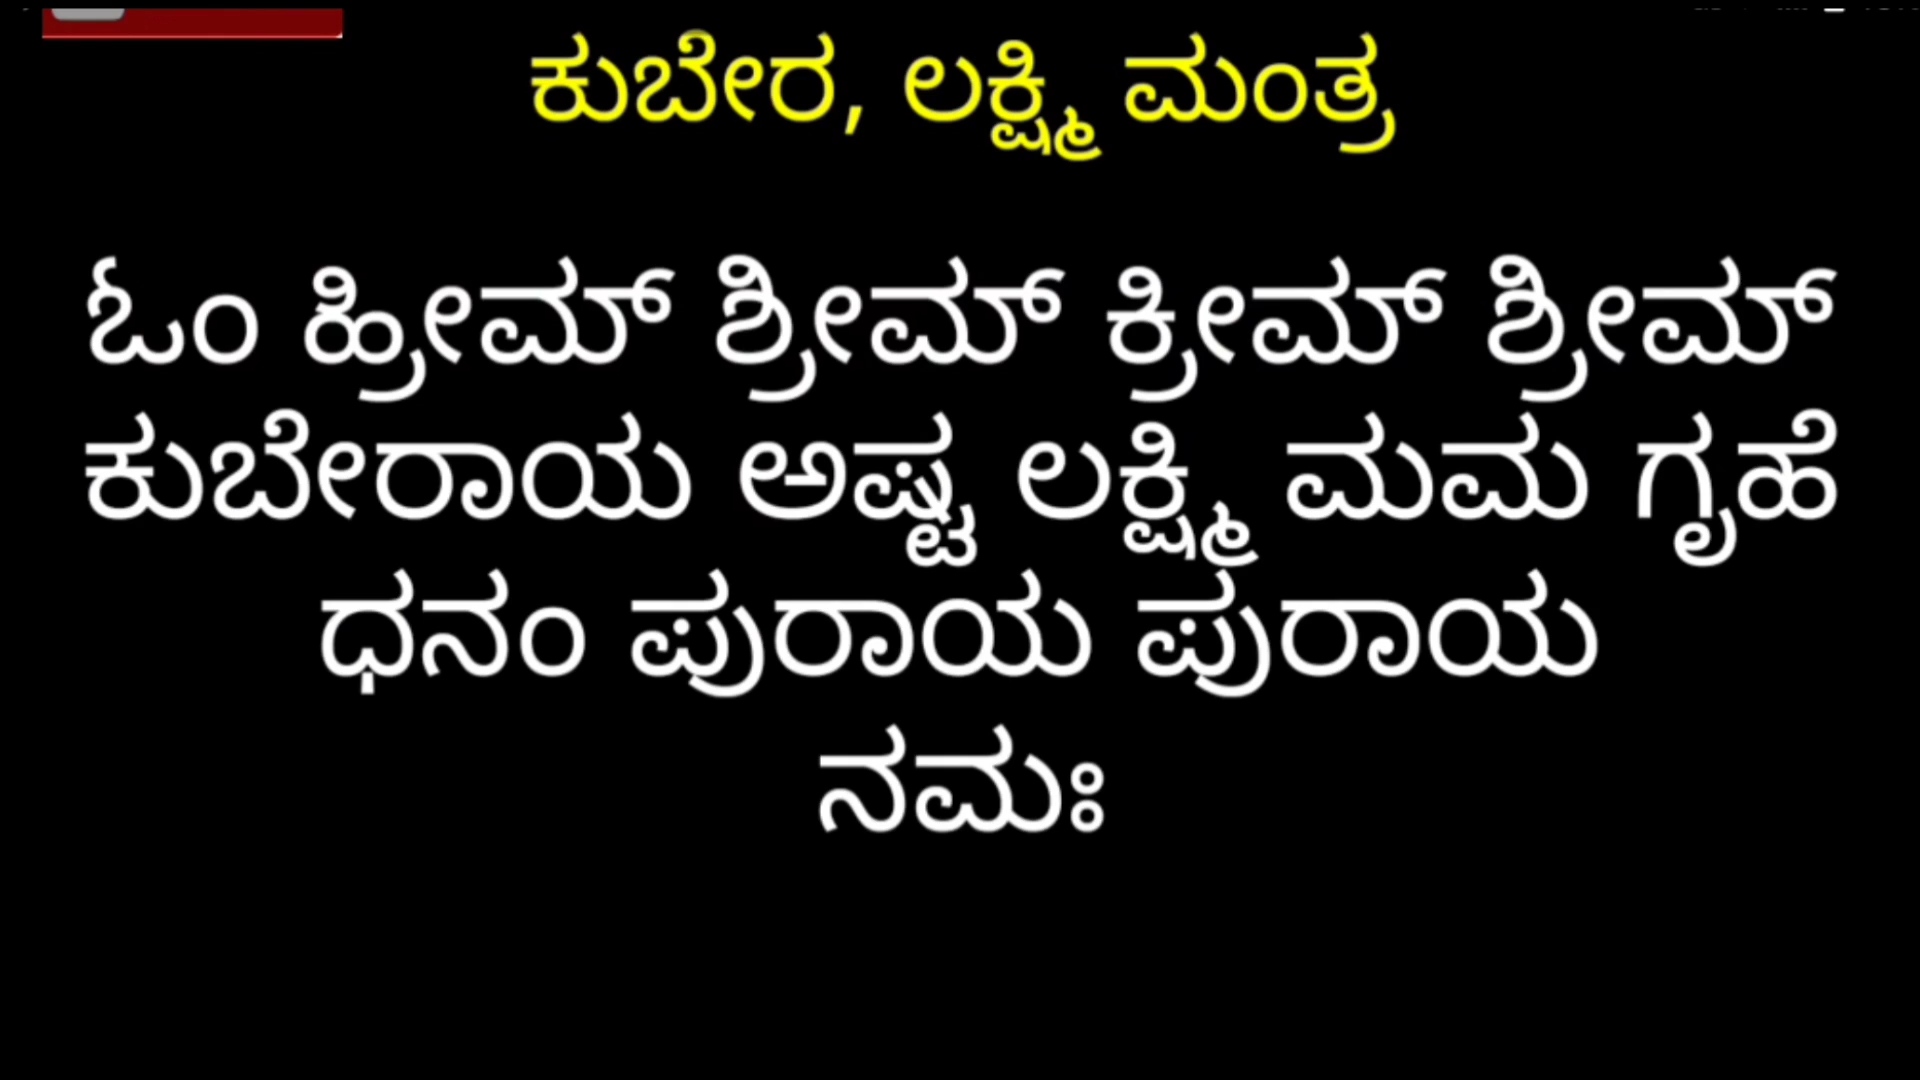 ಕುಬೇರ, ಲಕ್ಷ್ಮಿ ಮಂತ್ರ
ಓಂ ಹ್ರೀಮ್ ಶ್ರೀಮ್ ಕ್ರೀಮ್ ಶ್ರೀಮ್
ಕುಬೇರಾಯ ಅಷ್ಟ ಲಕ್ಷ್ಮಿ ಮಮ ಗೃಹೆ
ಧನಂ ಪುರಾಯ ಪುರಾಯ
ನಮಃ